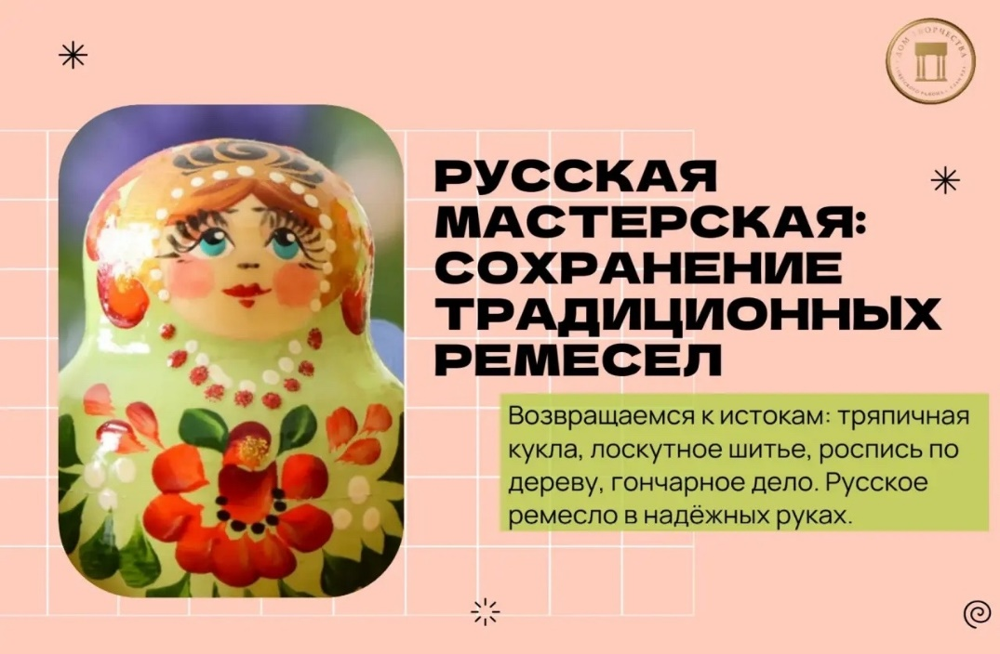 ДОМ ТВОРЧЕСТВА
РУССКАЯ
МАСТЕРСКАЯ:
СОХРАНЕНИЕ
ТРАДИЦИОННЫХ
РЕМЕСЕЛ
Возвращаемся к истокам: тряпичная
кукла, лоскутное шитье, роспись по
дереву, гончарное дело. Русское
ремесло в надёжных руках.